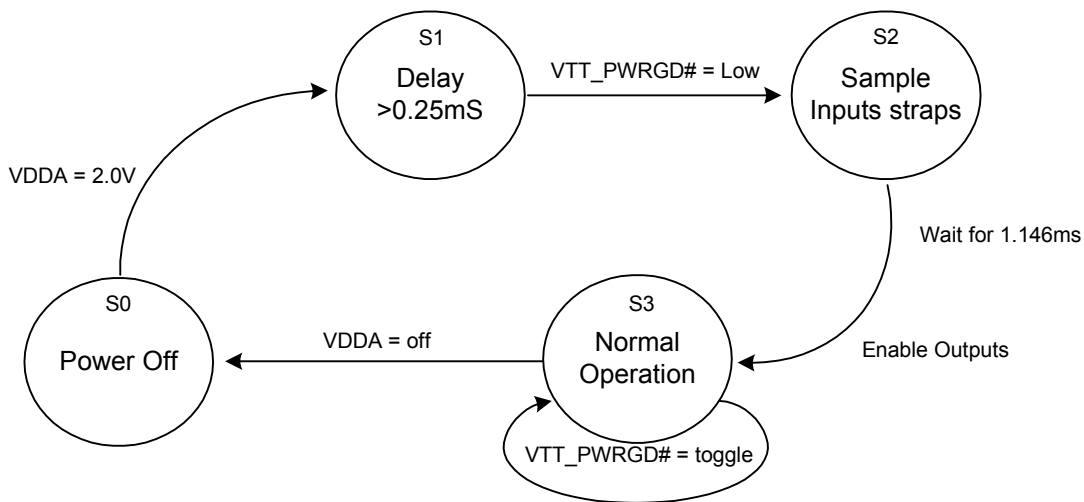 S1
Delay
>0.25mS
VTT_PWRGD# = Low
S2
Sample
Inputs straps
VDDA = 2.0V
Wait for 1.146ms
S0
Power Off
VDDA = off
S3
Normal
Operation
Enable Outputs
VTT_PWRGD# = toggle